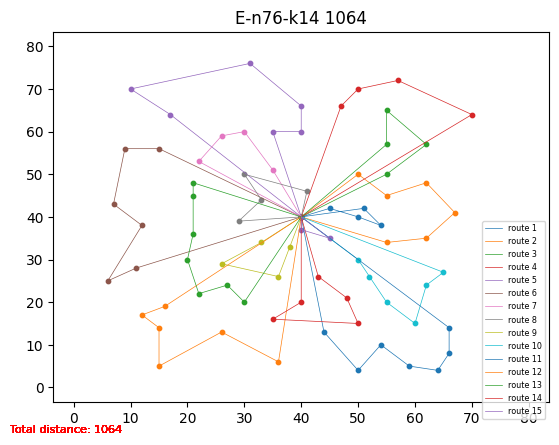 E-n76-k14 1064
80
70
60
50
40
30
20
10
0
0 10 20 30 40 50 60 70 80
route 1
route 2
route 3
route 4
route 5
route 6
route 7
route 8
route 9
route 10
route 11
route 12
route 13
route 14
route 15
Total distance: 1064